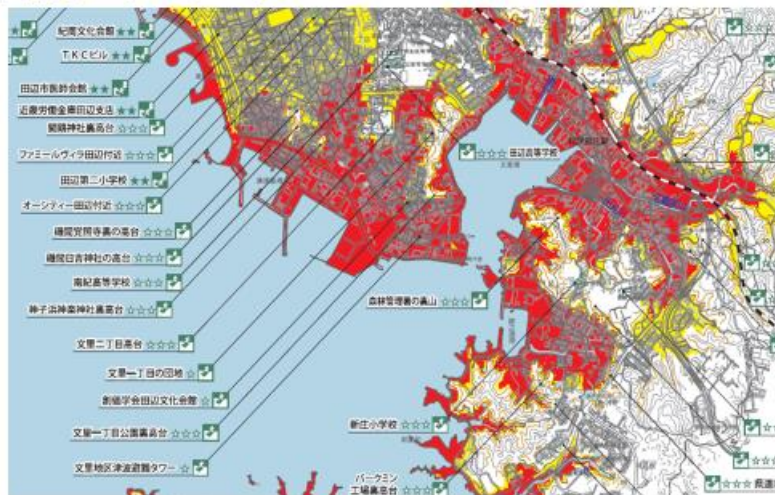 紀南文化会館 ★★
TKCビル ★★
田辺市医師会館 ★★
近畿労働金庫田辺支店 ★★
闘鶏神社裏高台 ☆☆☆
ファミールヴィラ田辺付近 ☆☆☆
田辺第二小学校 ★★
オーシティー田辺付近 ☆☆☆
磯間覚照寺裏の高台 ☆☆☆
磯間日吉神社の高台 ☆☆☆
南紀高等学校 ☆☆☆
神子浜神楽神社裏高台 ☆☆☆
文里二丁目高台 ☆☆☆
文里一丁目の団地 ☆
創価学会田辺文化会館 ☆
文里一丁目公園裏高台 ☆☆☆
文里地区津波避難タワー ☆
☆☆☆ 田辺高等学校
森林管理署の裏山 ☆☆☆
新庄小学校 ☆☆☆
パークミン
工場裏高台 ☆☆☆
☆☆☆ 県道